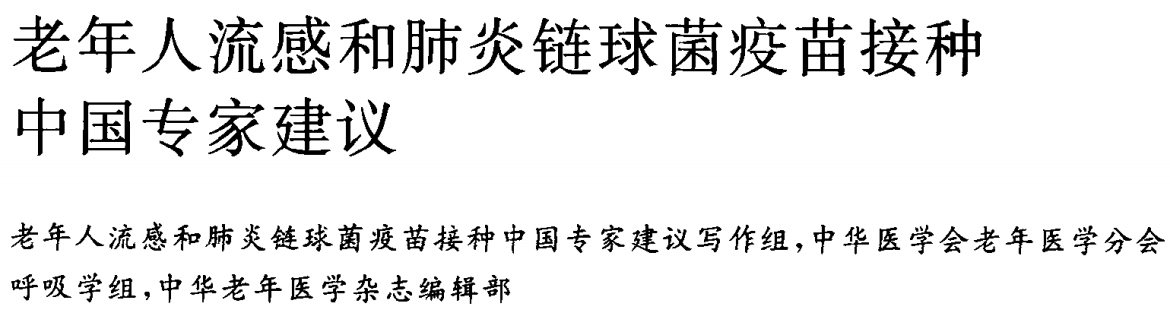 老年人流感和肺炎链球菌疫苗接种
中国专家建议
老年人流感和肺炎链球菌疫苗接种中国专家建议写作组,中华医学会老年医学分会
呼吸学组,中华老年医学杂志编辑部